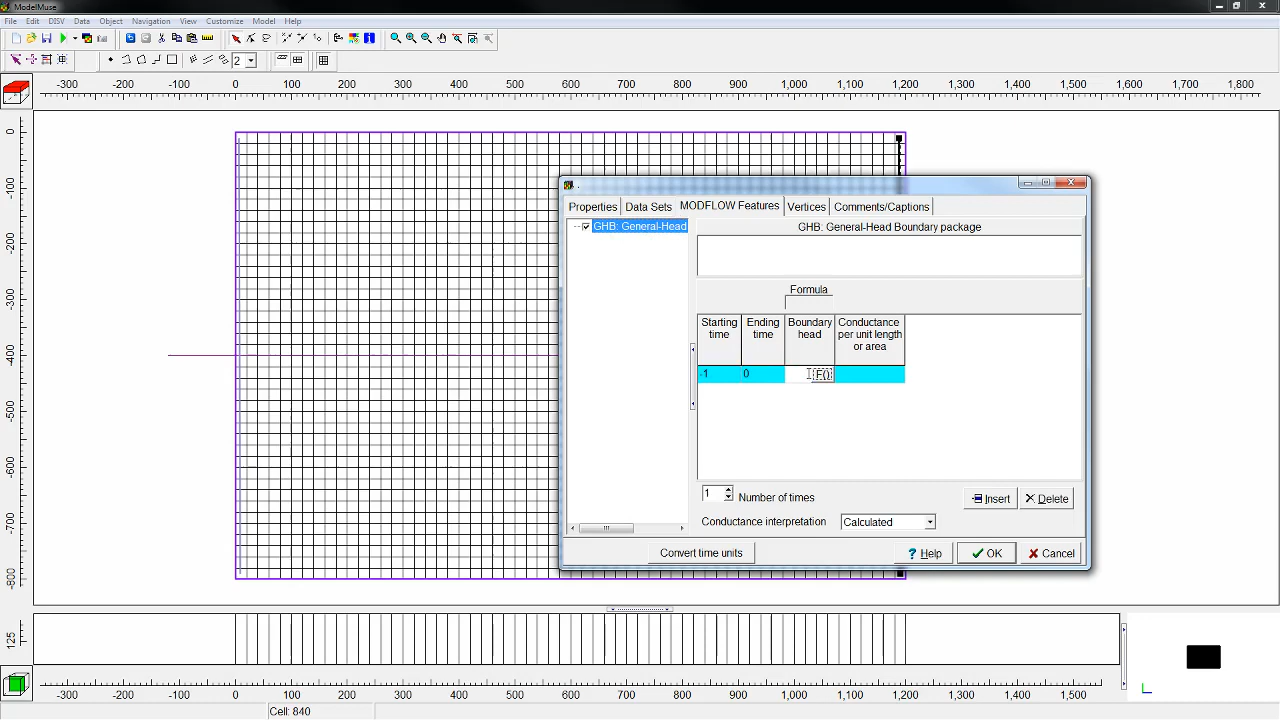 ModelMuse
File Edit DISV Data Object Navigation View Customize Model Help
2
-300 -200 -100 0 100 200 300 400 500 600 700 800 900 1,000 1,100 1,200 1,300 1,400 1,500 1,600 1,700 1,800
0
-100
-200
-300
-400
-500
-600
-700
-800
.
Properties Data Sets MODFLOW Features Vertices Comments/Captions
GHB: General-Head
GHB: General-Head Boundary package
Formula
Starting time
Ending time
Boundary head
Conductance per unit length or area
-1 0 F()
1 Number of times
Insert Delete
Conductance interpretation Calculated
Convert time units
Help OK Cancel
125
-300 -200 -100 0 100 200 300 400 500 600 700 800 900 1,000 1,100 1,200 1,300 1,400 1,500
Cell: 840